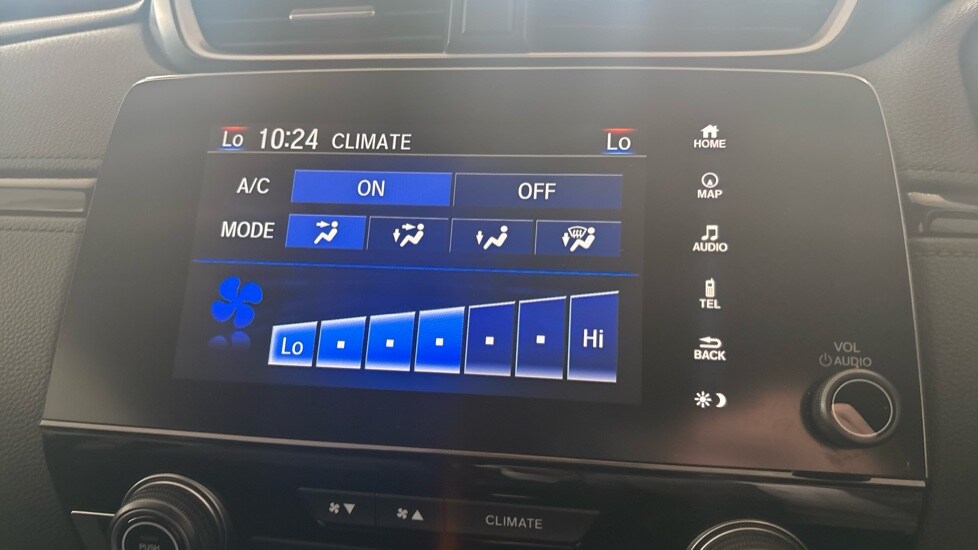 Lo 10:24 CLIMATE Lo
A/C ON OFF
MODE
Lo Hi
HOME
MAP
AUDIO
TEL
BACK
VOL
AUDIO
CLIMATE
PUSH